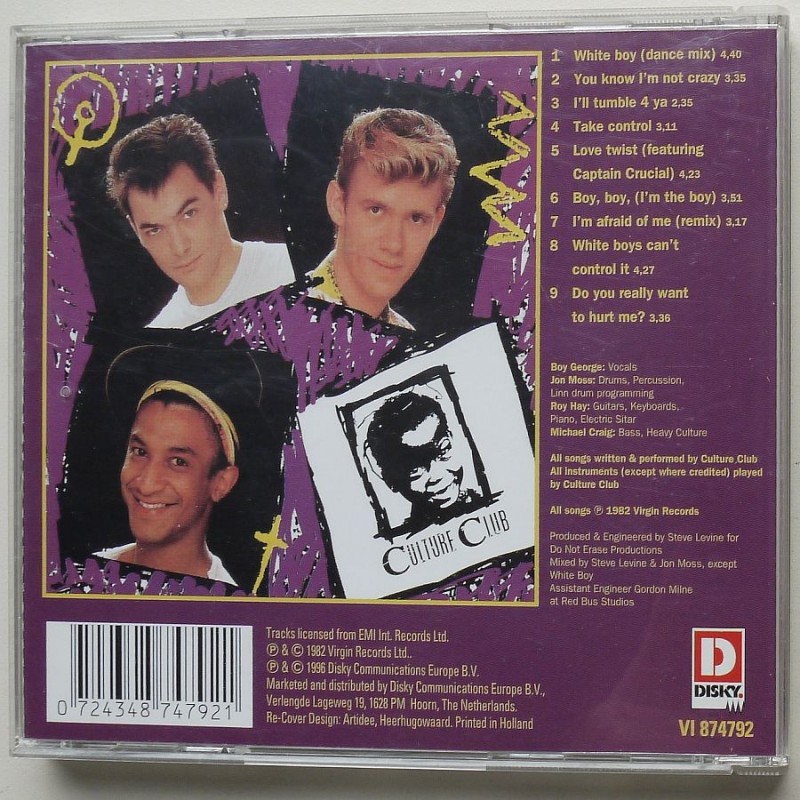 1 White boy (dance mix) 4,40
2 You know I'm not crazy 3,35
3 I'll tumble 4 ya 2,35
4 Take control 3,11
5 Love twist (featuring
Captain Crucial) 4,23
6 Boy, boy, (I'm the boy) 3,51
7 I'm afraid of me (remix) 3,17
8 White boys can't
control it 4,27
9 Do you really want
to hurt me? 3,36
Boy George: Vocals
Jon Moss: Drums, Percussion,
Linn drum programming
Roy Hay: Guitars, Keyboards,
Piano, Electric Sitar
Michael Craig: Bass, Heavy Culture
All songs written & performed by Culture Club
All instruments (except where credited) played
by Culture Club
All songs ℗ 1982 Virgin Records
Produced & Engineered by Steve Levine for
Do Not Erase Productions
Mixed by Steve Levine & Jon Moss, except
White Boy
Assistant Engineer Gordon Milne
at Red Bus Studios
CULTURE CLUB
0 724348 747921
Tracks licensed from EMI Int. Records Ltd.
℗ & © 1982 Virgin Records Ltd..
℗ & © 1996 Disky Communications Europe B.V.
Marketed and distributed by Disky Communications Europe B.V.,
Verlengde Lageweg 19, 1628 PM Hoorn, The Netherlands.
Re-Cover Design: Artidee, Heerhugowaard. Printed in Holland
D
DISKY.
VI 874792